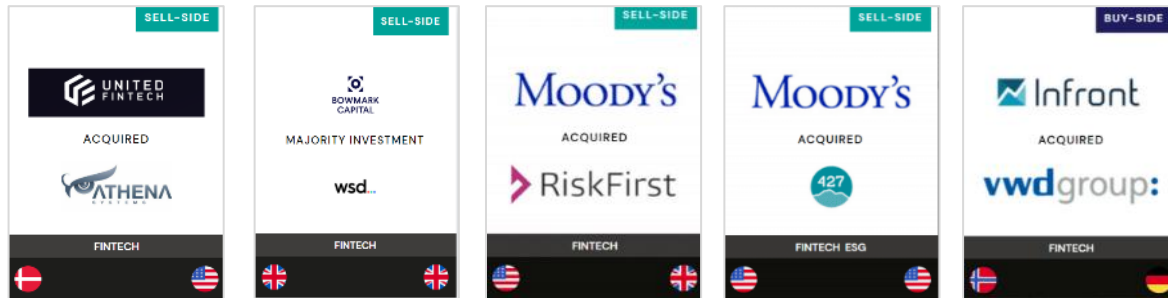 SELL-SIDE
UNITED
FINTECH
ACQUIRED
ATHENA
SYSTEMS
FINTECH
SELL-SIDE
BOWMARK
CAPITAL
MAJORITY INVESTMENT
wsd...
FINTECH
SELL-SIDE
MOODY'S
ACQUIRED
RiskFirst
FINTECH
SELL-SIDE
MOODY'S
ACQUIRED
427
FINTECH ESG
BUY-SIDE
Infront
ACQUIRED
vwdgroup:
FINTECH